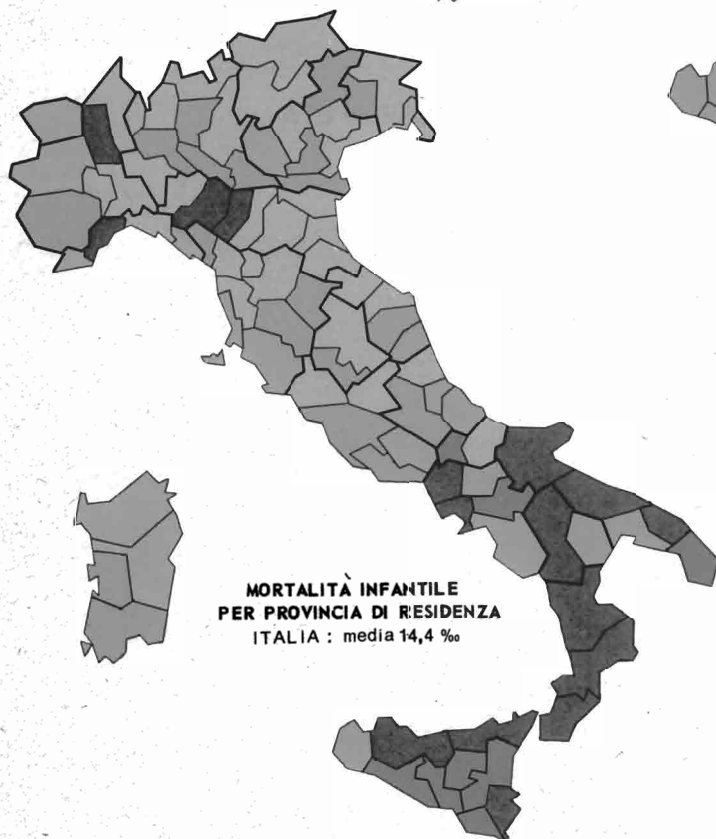 MORTALITÀ INFANTILE
PER PROVINCIA DI RESIDENZA
ITALIA : media 14,4 ‰